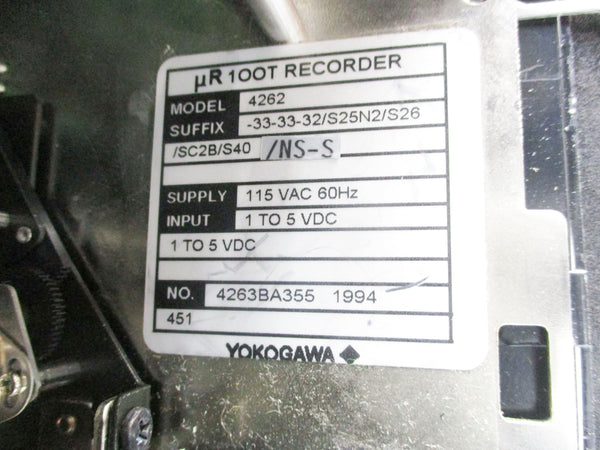 µR 100T RECORDER
MODEL 4262
SUFFIX -33-33-32/S25N2/S26
/SC2B/S40 /NS-S
SUPPLY 115 VAC 60Hz
INPUT 1 TO 5 VDC
1 TO 5 VDC
NO. 4263BA355 1994
451
YOKOGAWA